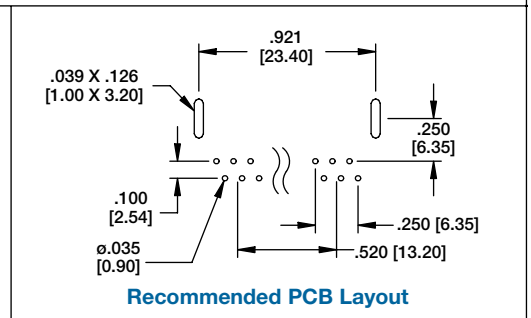 .921
[23.40]
.039 X .126
[1.00 X 3.20]
.250
[6.35]
.100
[2.54]
.250 [6.35]
ø.035
[0.90]
.520 [13.20]
Recommended PCB Layout